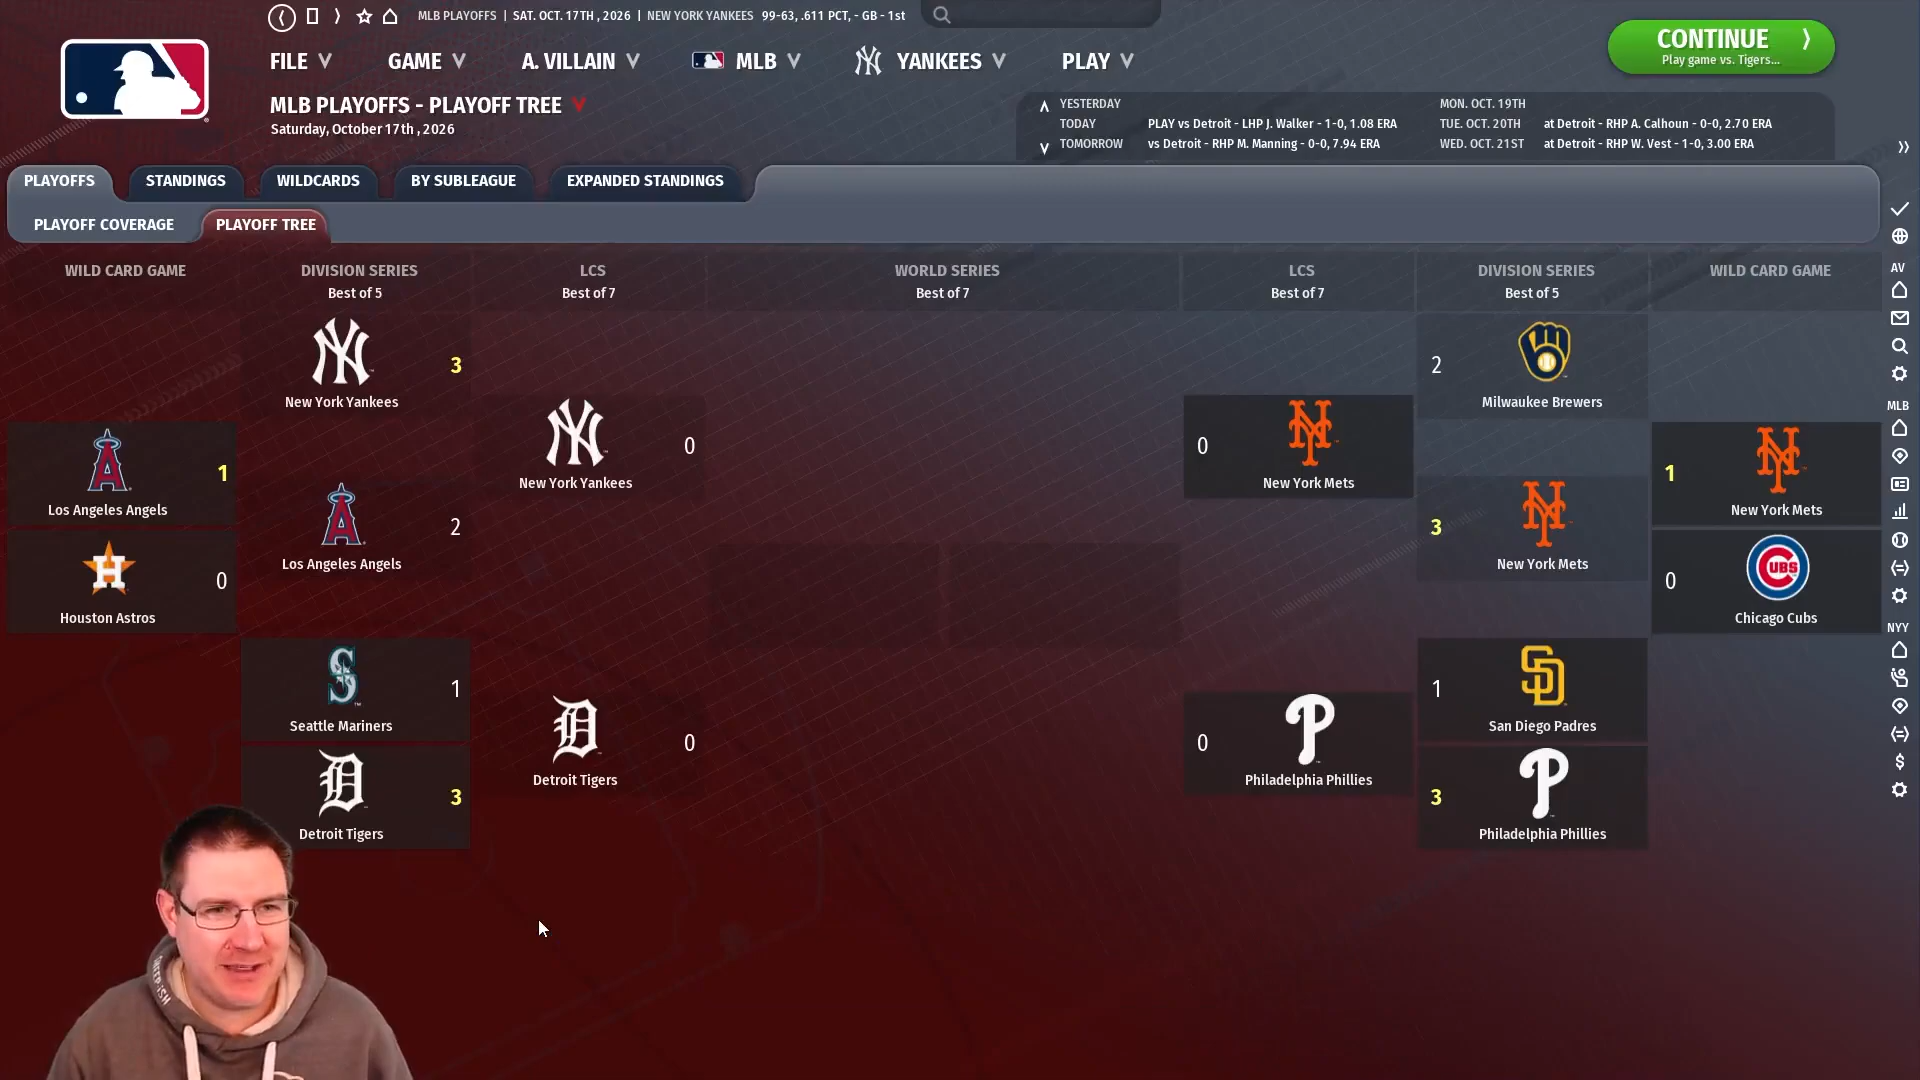 MLB PLAYOFFS | SAT. OCT. 17TH , 2026 | NEW YORK YANKEES 99-63, .611 PCT, - GB - 1st
FILE GAME A. VILLAIN MLB YANKEES PLAY
CONTINUE
Play game vs. Tigers...
MLB PLAYOFFS - PLAYOFF TREE
Saturday, October 17th , 2026
YESTERDAY
TODAY PLAY vs Detroit - LHP J. Walker - 1-0, 1.08 ERA
TOMORROW vs Detroit - RHP M. Manning - 0-0, 7.94 ERA
MON. OCT. 19TH
TUE. OCT. 20TH at Detroit - RHP A. Calhoun - 0-0, 2.70 ERA
WED. OCT. 21ST at Detroit - RHP W. Vest - 1-0, 3.00 ERA
PLAYOFFS STANDINGS WILDCARDS BY SUBLEAGUE EXPANDED STANDINGS
PLAYOFF COVERAGE PLAYOFF TREE
WILD CARD GAME DIVISION SERIES LCS WORLD SERIES LCS DIVISION SERIES WILD CARD GAME
Best of 5 Best of 7 Best of 7 Best of 7 Best of 5
Los Angeles Angels 1
Houston Astros 0
New York Yankees 3
Los Angeles Angels 2
Seattle Mariners 1
Detroit Tigers 3
New York Yankees 0
Detroit Tigers 0
0 New York Mets
0 Philadelphia Phillies
2 Milwaukee Brewers
3 New York Mets
1 San Diego Padres
3 Philadelphia Phillies
1 New York Mets
0 Chicago Cubs
CUBS
AV
MLB
NYY